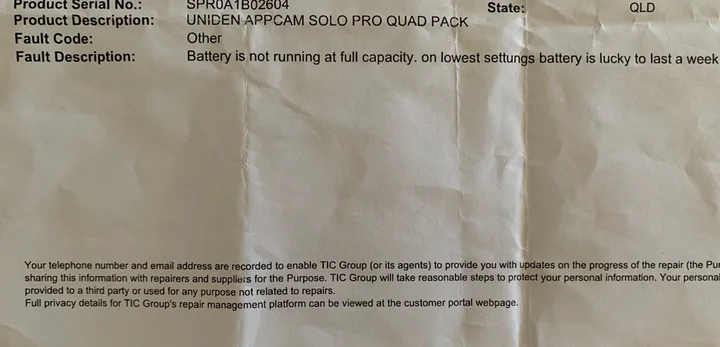 Product Serial No.: SPR0A1B02604 State: QLD
Product Description: UNIDEN APPCAM SOLO PRO QUAD PACK
Fault Code: Other
Fault Description: Battery is not running at full capacity. on lowest settungs battery is lucky to last a week
Your telephone number and email address are recorded to enable TIC Group (or its agents) to provide you with updates on the progress of the repair (the Pur
sharing this information with repairers and suppliers for the Purpose. TIC Group will take reasonable steps to protect your personal information. Your personal
provided to a third party or used for any purpose not related to repairs.
Full privacy details for TIC Group's repair management platform can be viewed at the customer portal webpage.